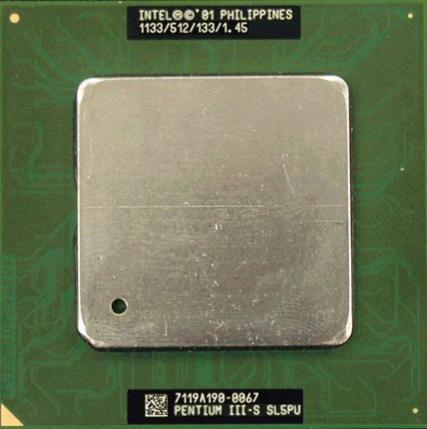 INTEL®©'01 PHILIPPINES
1133/512/133/1.45
7119A190-0067
PENTIUM III-S SL5PU